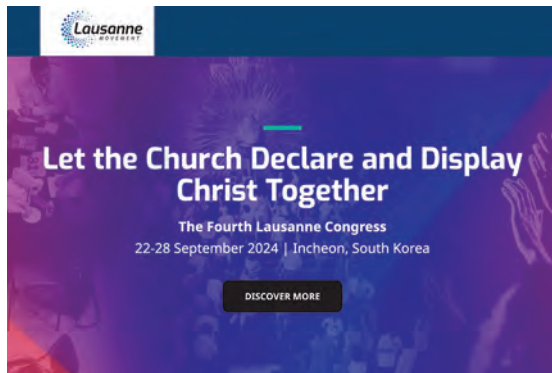 Lausanne
MOVEMENT
Let the Church Declare and Display
Christ Together
The Fourth Lausanne Congress
22-28 September 2024 | Incheon, South Korea
DISCOVER MORE